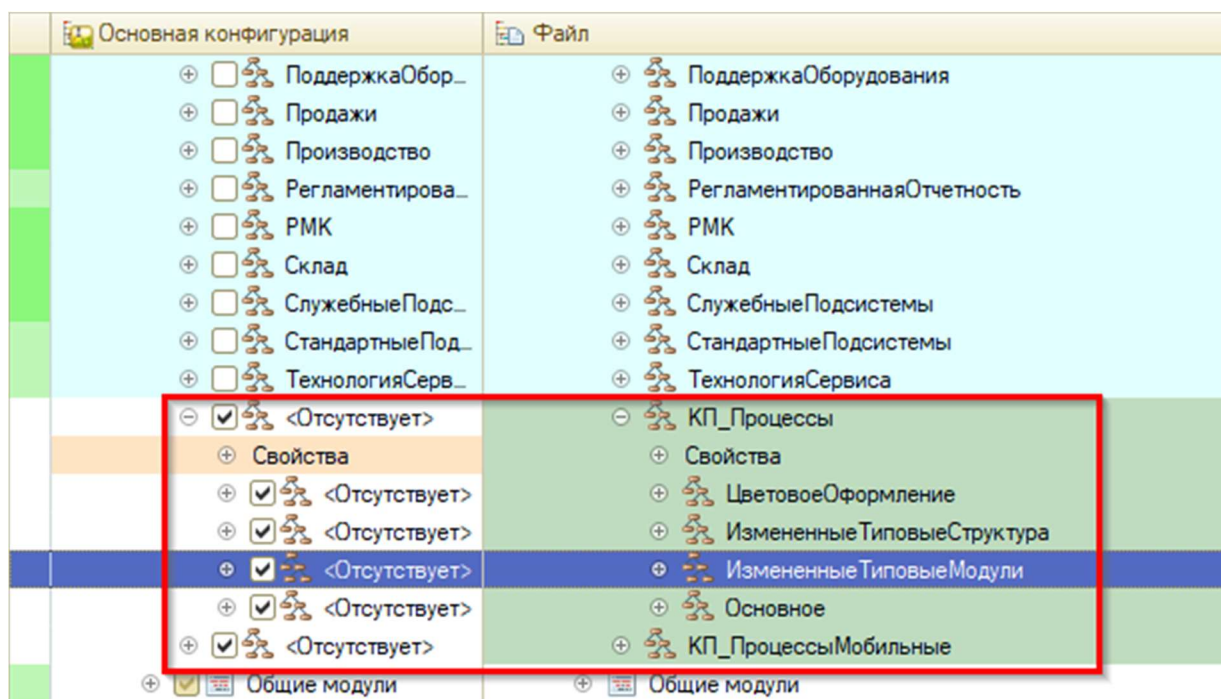 Основная конфигурация Файл
ПоддержкаОбор... ПоддержкаОборудования
Продажи Продажи
Производство Производство
Регламентирова... РегламентированнаяОтчетность
РМК РМК
Склад Склад
СлужебныеПодс... СлужебныеПодсистемы
СтандартныеПод... СтандартныеПодсистемы
ТехнологияСерв... ТехнологияСервиса
<Отсутствует> КП_Процессы
Свойства Свойства
<Отсутствует> ЦветовоеОформление
<Отсутствует> ИзмененныеТиповыеСтруктура
<Отсутствует> ИзмененныеТиповыеМодули
<Отсутствует> Основное
<Отсутствует> КП_ПроцессыМобильные
Общие модули Общие модули